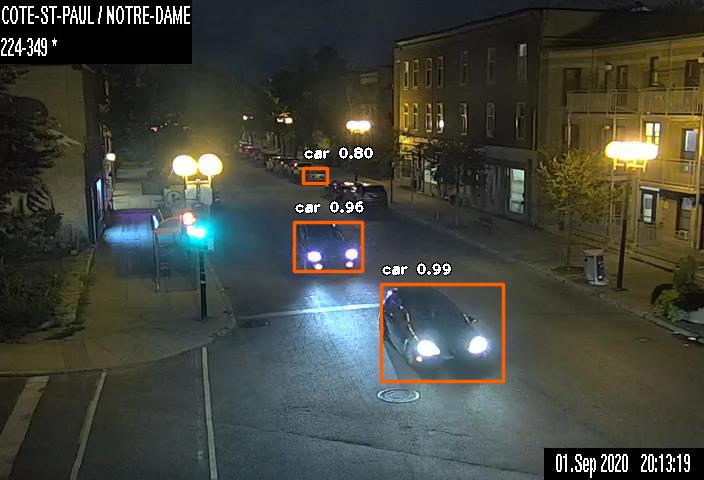 COTE-ST-PAUL / NOTRE-DAME
224-349 *
car 0.80
car 0.96
car 0.99
01.Sep 2020 20:13:19